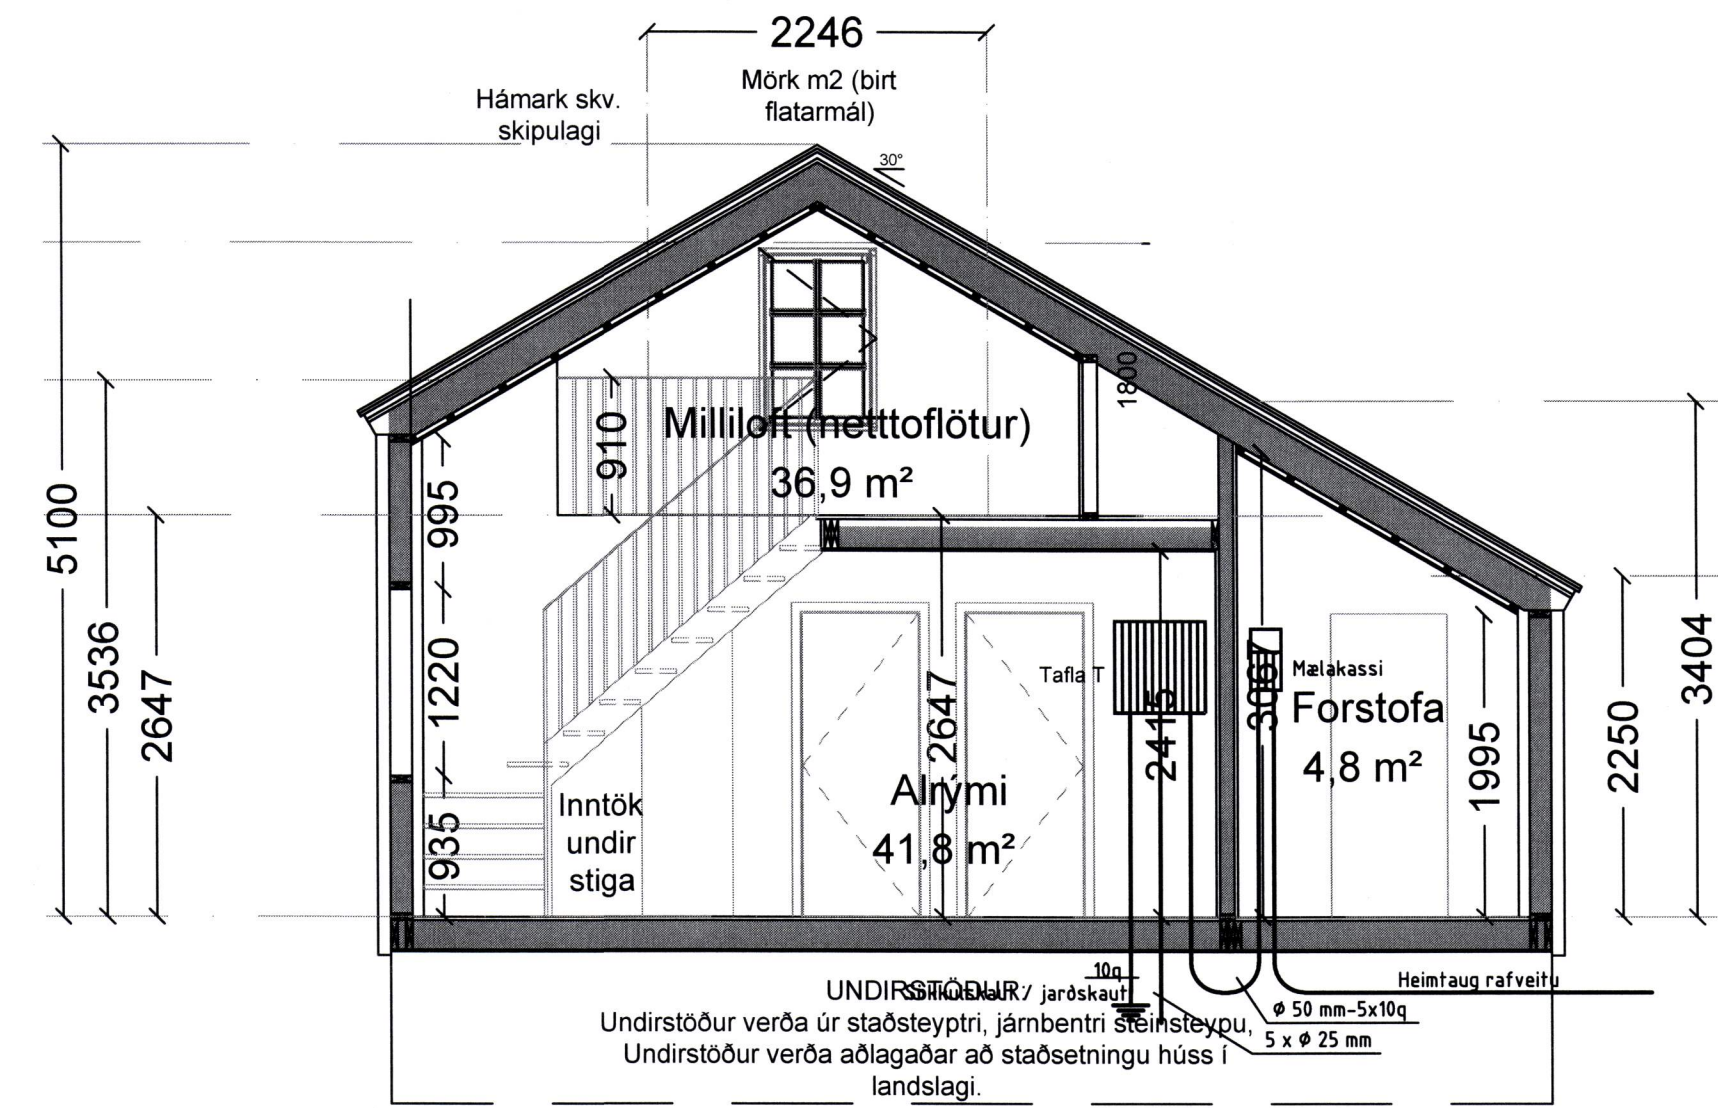 2246
Mörk m2 (birt
flatarmál)
Hámark skv.
skipulagi
30°
1800
910
Milliloft (netttoflötur)
36,9 m²
5100
3536
2647
995
1220
935
2647
2415
3067
Tafla T
Mælakassi
Forstofa
4,8 m²
1995
2250
3404
Alrými
41,8 m²
Inntök
undir
stiga
10q
UNDIRSTÖÐUR:
/ jarðskaut
Heimtaug rafveitu
Undirstöður verða úr staðsteyptri, járnbentri steinsteypu,
ø 50 mm-5x10q
5 x ø 25 mm
Undirstöður verða aðlagaðar að staðsetningu húss í
landslagi.